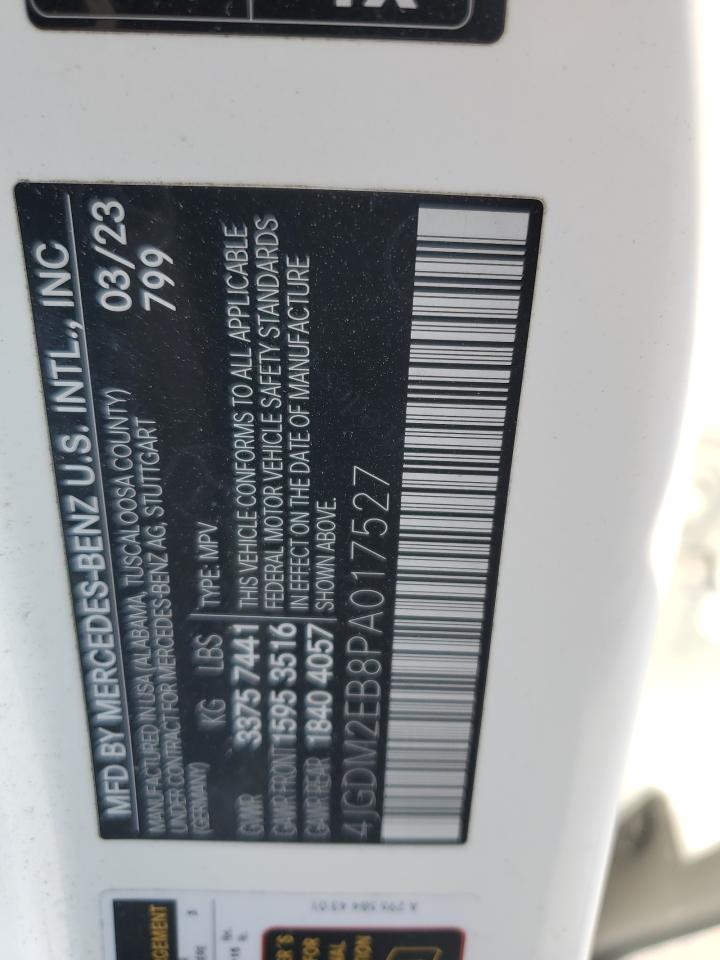 MFD BY MERCEDES-BENZ U.S. INTL., INC
MANUFACTURED IN USA (ALABAMA, TUSCALOOSA COUNTY) 03/23
UNDER CONTRACT FOR MERCEDES-BENZ AG, STUTTGART 799
(GERMANY)
KG LBS TYPE: MPV
GVWR 3375 7441 THIS VEHICLE CONFORMS TO ALL APPLICABLE
GAWR FRONT 1595 3516 FEDERAL MOTOR VEHICLE SAFETY STANDARDS
GAWR REAR 1840 4057 IN EFFECT ON THE DATE OF MANUFACTURE
SHOWN ABOVE.
4JGDM2EB8PA017527